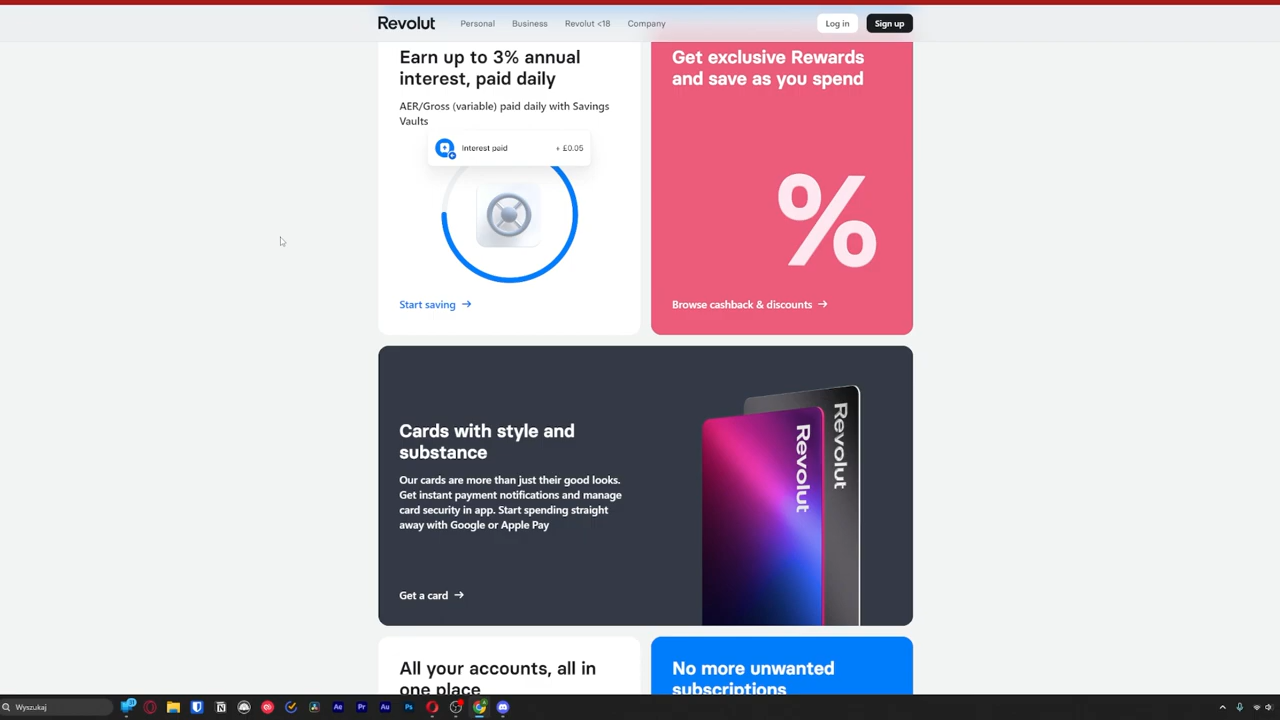 Revolut Personal Business Revolut <18 Company Log in Sign up
Earn up to 3% annual
interest, paid daily
AER/Gross (variable) paid daily with Savings
Vaults
Interest paid + £0.05
Start saving →
Get exclusive Rewards
and save as you spend
%
Browse cashback & discounts →
Cards with style and
substance
Our cards are more than just their good looks.
Get instant payment notifications and manage
card security in app. Start spending straight
away with Google or Apple Pay
Get a card →
Revolut
Revolut
All your accounts, all in
one place
No more unwanted
subscriptions
Wyszukaj
Ae Pr Au Ps